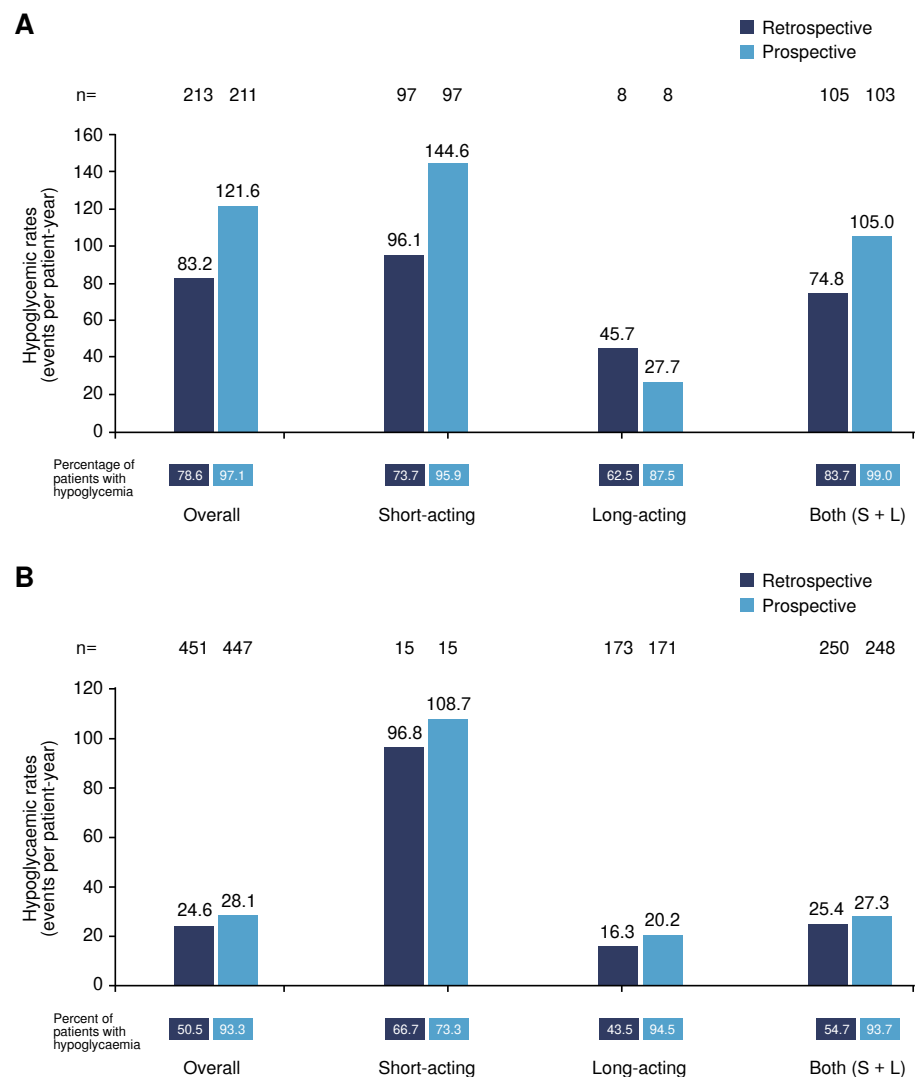 A
Retrospective
Prospective
n= 213 211 97 97 8 8 105 103
Hypoglycemic rates
(events per patient-year)
160
140
120
100
80
60
40
20
0
83.2 121.6 96.1 144.6 45.7 27.7 74.8 105.0
Percentage of
patients with
hypoglycemia
78.6 97.1 73.7 95.9 62.5 87.5 83.7 99.0
Overall Short-acting Long-acting Both (S + L)
B
Retrospective
Prospective
n= 451 447 15 15 173 171 250 248
Hypoglycaemic rates
(events per patient-year)
120
100
80
60
40
20
0
24.6 28.1 96.8 108.7 16.3 20.2 25.4 27.3
Percent of
patients with
hypoglycaemia
50.5 93.3 66.7 73.3 43.5 94.5 54.7 93.7
Overall Short-acting Long-acting Both (S + L)